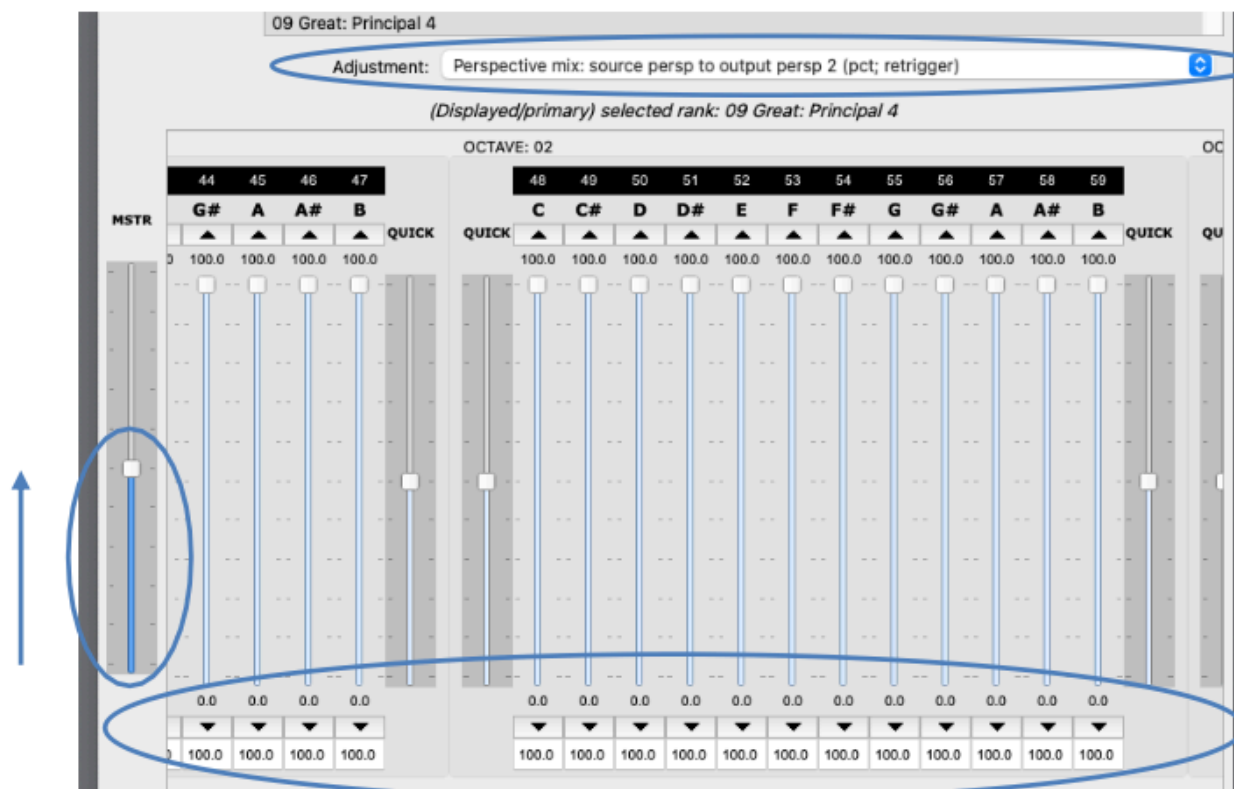 09 Great: Principal 4
Adjustment: Perspective mix: source persp to output persp 2 (pct; retrigger)
(Displayed/primary) selected rank: 09 Great: Principal 4
OCTAVE: 02 OC
44 45 46 47 48 49 50 51 52 53 54 55 56 57 58 59
MSTR G# A A# B C C# D D# E F F# G G# A A# B
QUICK QUICK QUICK QU
0 100.0 100.0 100.0 100.0 100.0 100.0 100.0 100.0 100.0 100.0 100.0 100.0 100.0 100.0 100.0 100.0
0.0 0.0 0.0 0.0 0.0 0.0 0.0 0.0 0.0 0.0 0.0 0.0 0.0 0.0 0.0 0.0
0 100.0 100.0 100.0 100.0 100.0 100.0 100.0 100.0 100.0 100.0 100.0 100.0 100.0 100.0 100.0 100.0